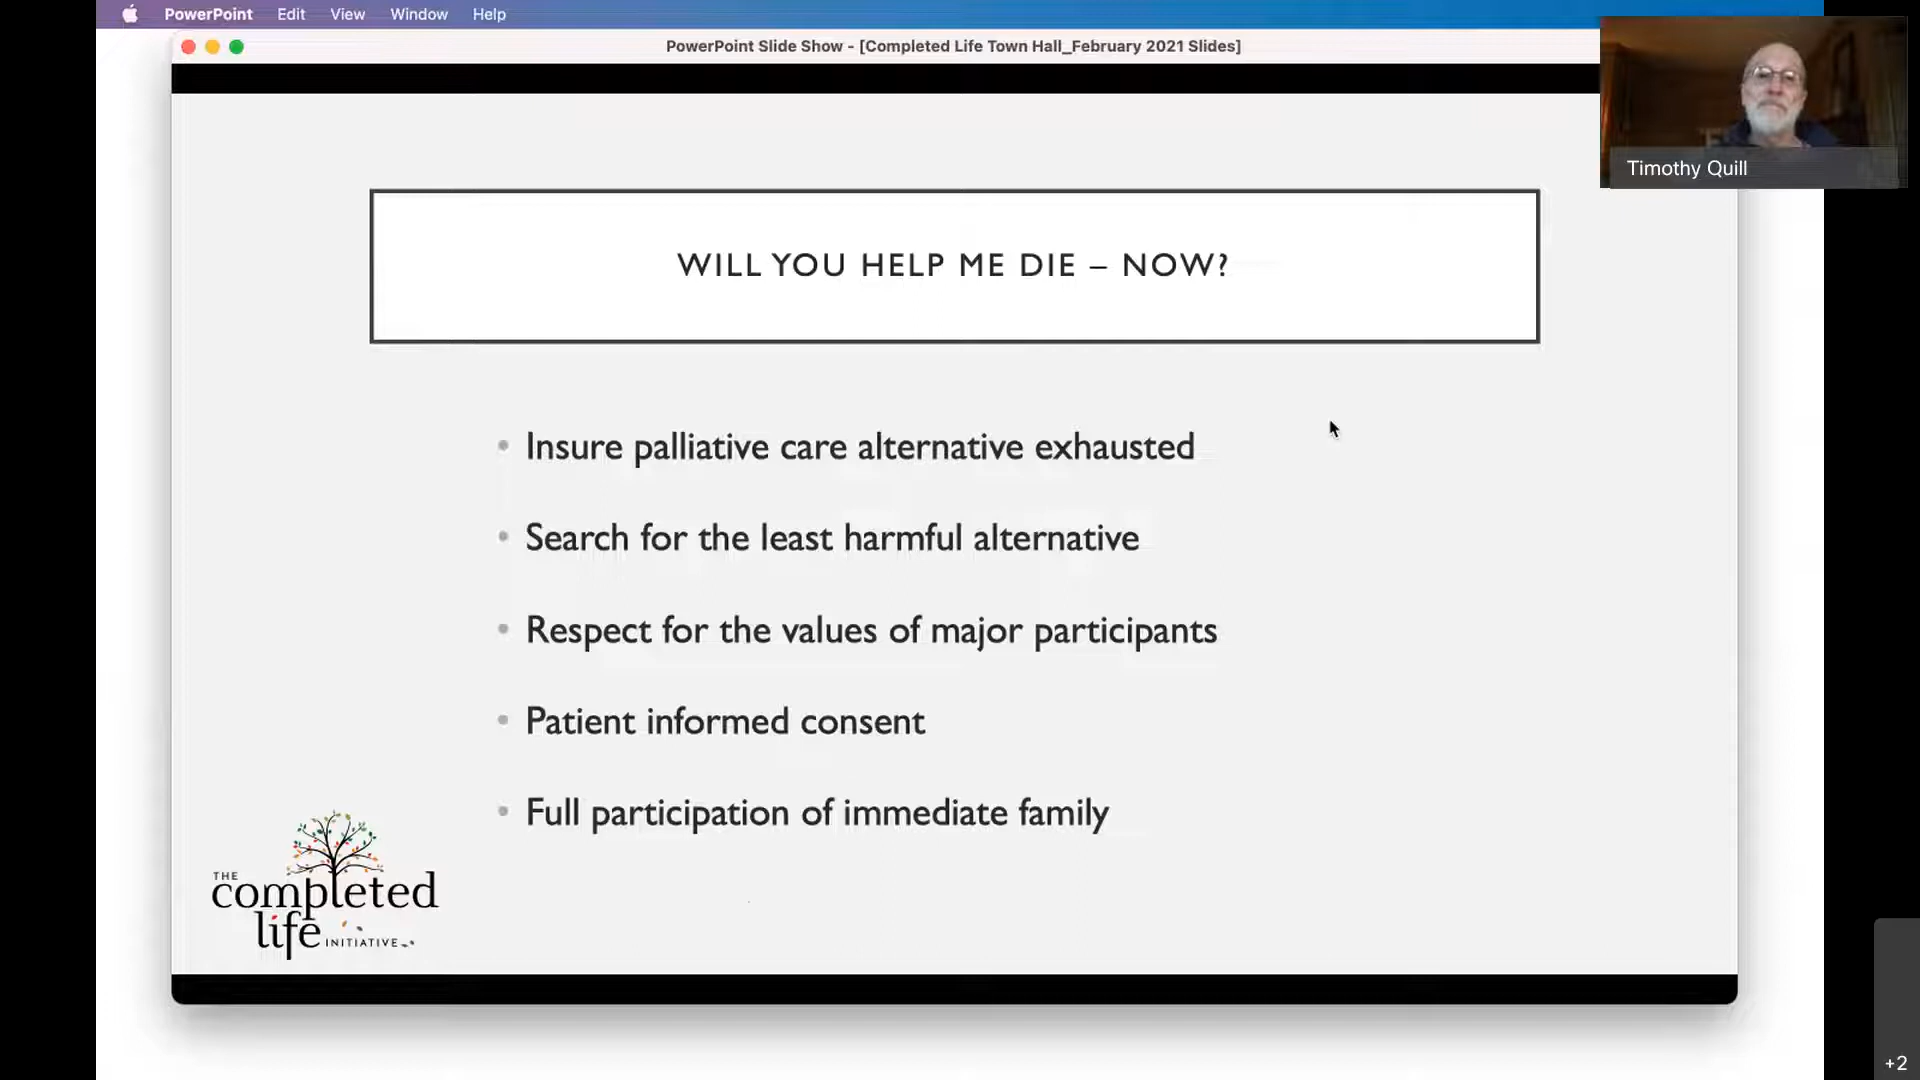 PowerPoint Edit View Window Help
PowerPoint Slide Show - [Completed Life Town Hall_February 2021 Slides]
Timothy Quill
WILL YOU HELP ME DIE – NOW?
• Insure palliative care alternative exhausted
• Search for the least harmful alternative
• Respect for the values of major participants
• Patient informed consent
• Full participation of immediate family
THE
completed
life INITIATIVE
+2